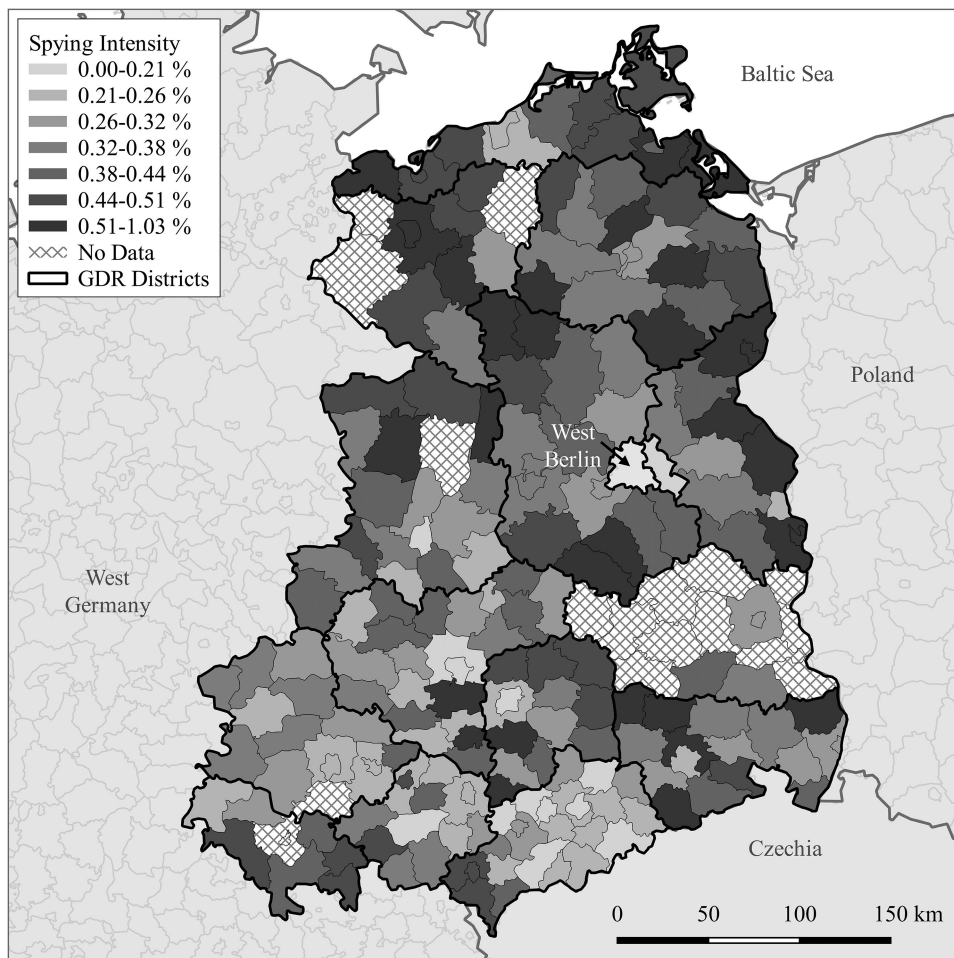 Spying Intensity
0.00-0.21 %
0.21-0.26 %
0.26-0.32 %
0.32-0.38 %
0.38-0.44 %
0.44-0.51 %
0.51-1.03 %
No Data
GDR Districts
Baltic Sea
Poland
West
Berlin
West
Germany
Czechia
0 50 100 150 km